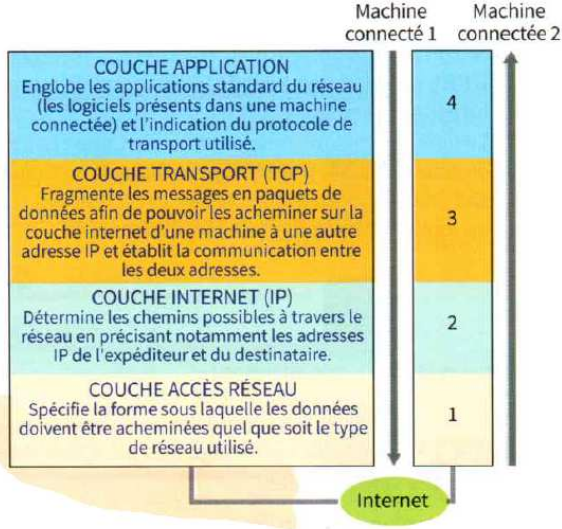 Machine
connecté 1
Machine
connectée 2
COUCHE APPLICATION
Englobe les applications standard du réseau
(les logiciels présents dans une machine
connectée) et l'indication du protocole de
transport utilisé.
4
COUCHE TRANSPORT (TCP)
Fragmente les messages en paquets de
données afin de pouvoir les acheminer sur la
couche internet d'une machine à une autre
adresse IP et établit la communication entre
les deux adresses.
3
COUCHE INTERNET (IP)
Détermine les chemins possibles à travers le
réseau en précisant notamment les adresses
IP de l'expéditeur et du destinataire.
2
COUCHE ACCÈS RÉSEAU
Spécifie la forme sous laquelle les données
doivent être acheminées quel que soit le type
de réseau utilisé.
1
Internet